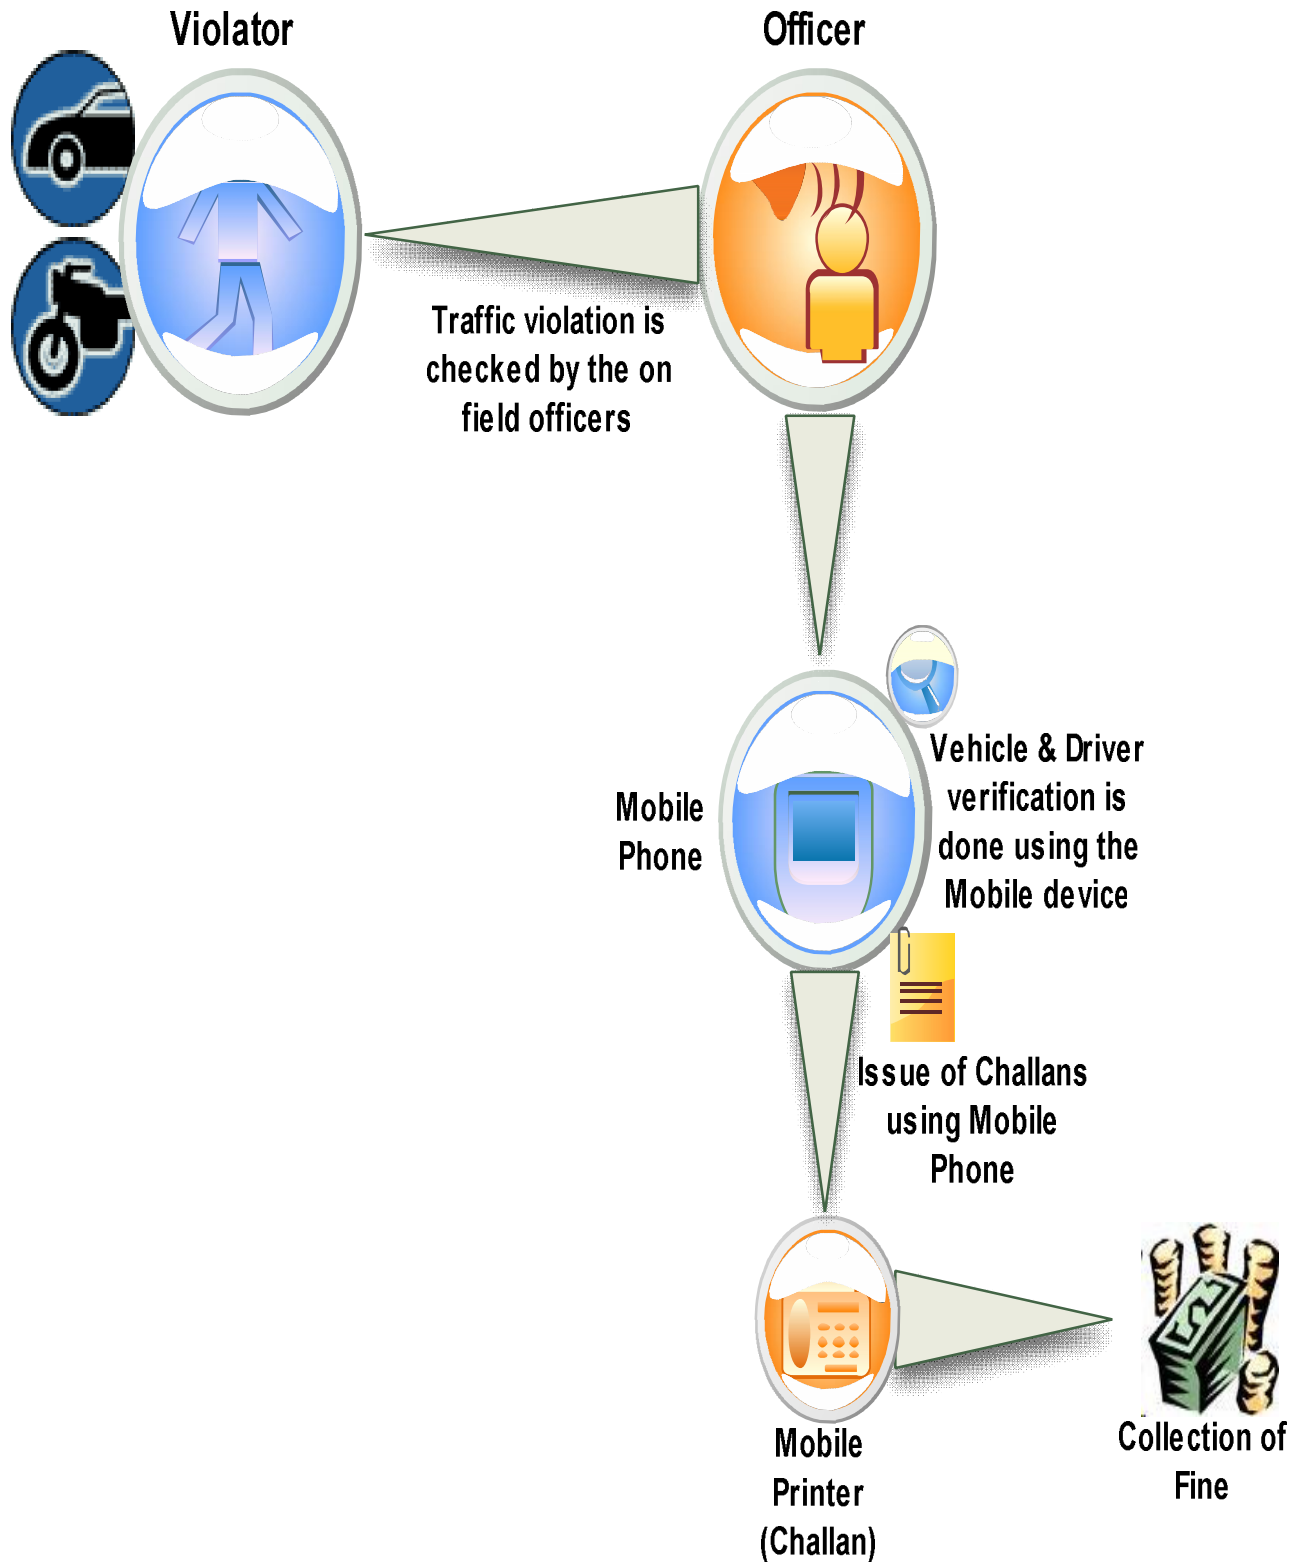 Violator
Officer
Traffic violation is
checked by the on
field officers
Mobile
Phone
Vehicle & Driver
verification is
done using the
Mobile device
Issue of Challans
using Mobile
Phone
Mobile
Printer
(Challan)
Collection of
Fine